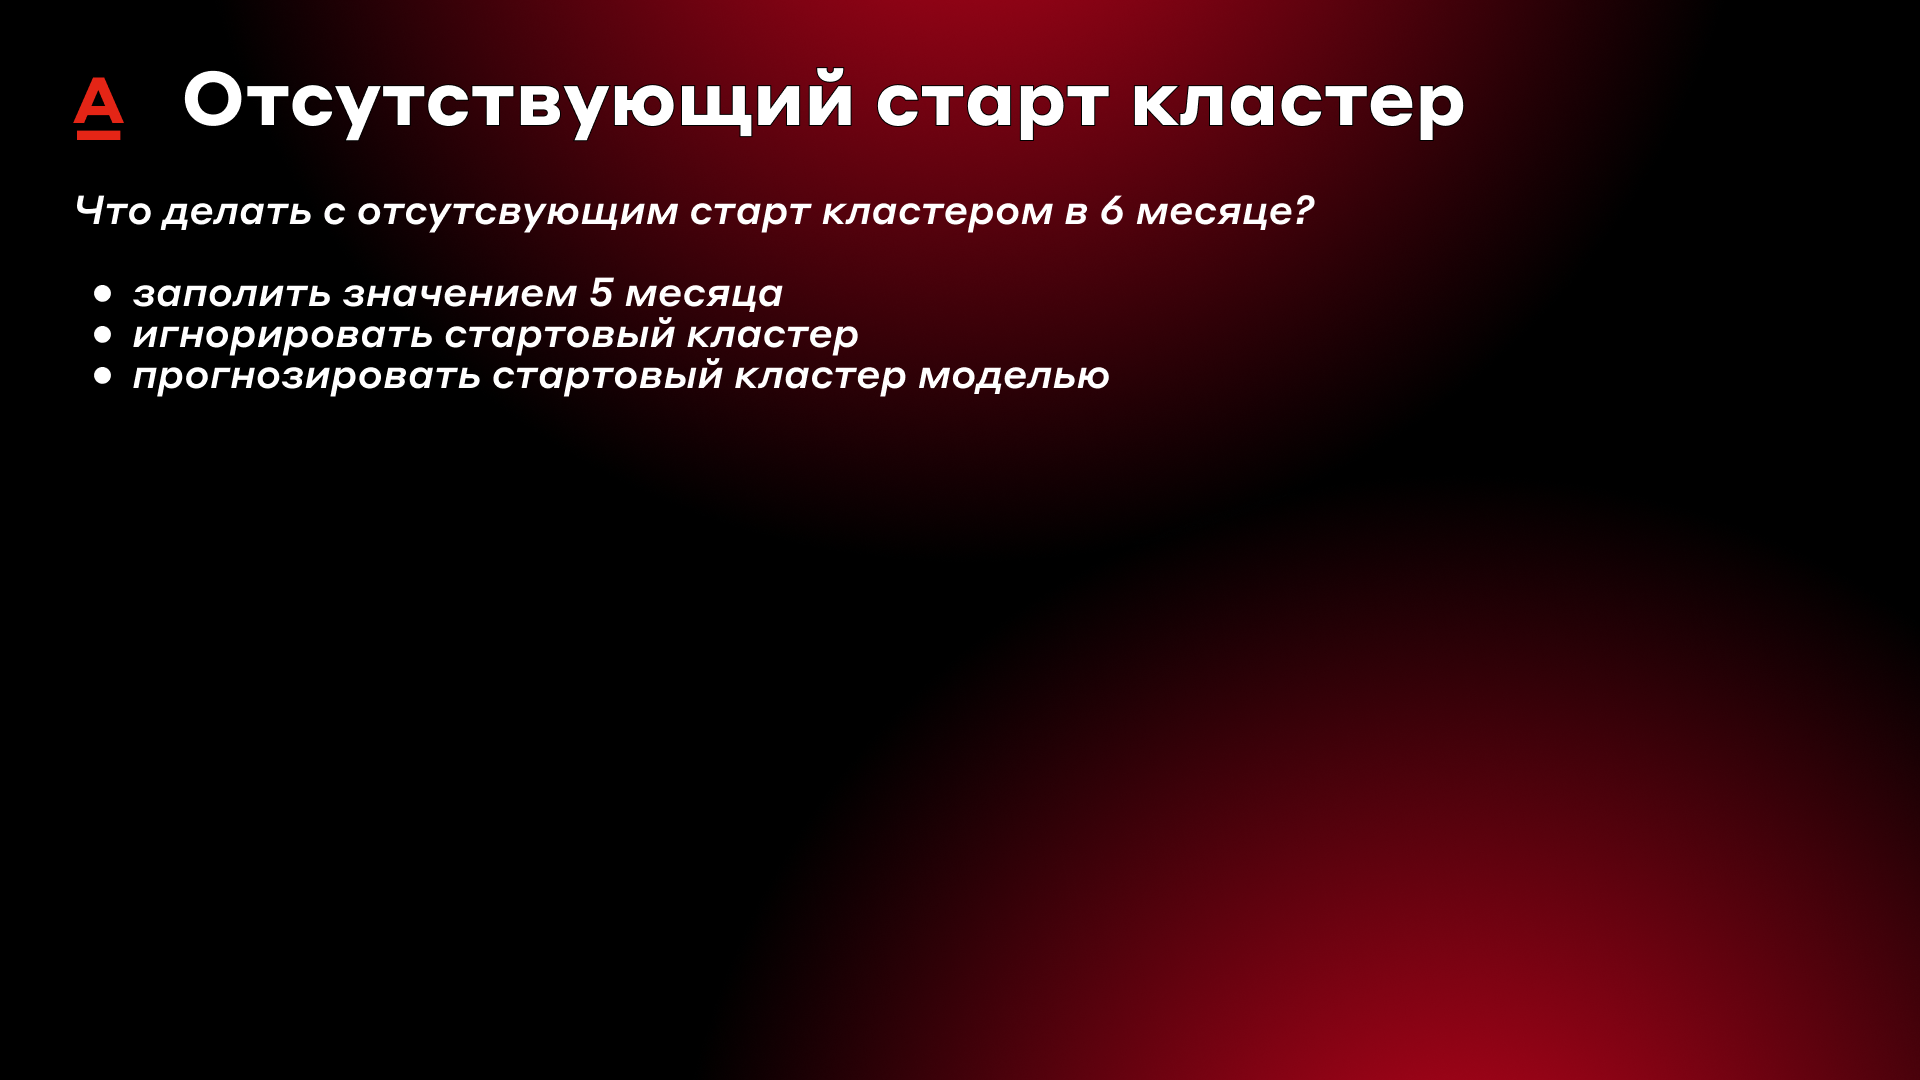 А Отсутствующий старт кластер
Что делать с отсутсвующим старт кластером в 6 месяце?
● заполить значением 5 месяца
● игнорировать стартовый кластер
● прогнозировать стартовый кластер моделью